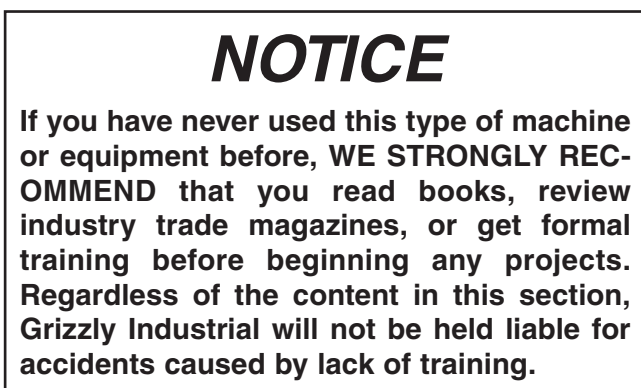 NOTICE
If you have never used this type of machine
or equipment before, WE STRONGLY REC-
OMMEND that you read books, review
industry trade magazines, or get formal
training before beginning any projects.
Regardless of the content in this section,
Grizzly Industrial will not be held liable for
accidents caused by lack of training.